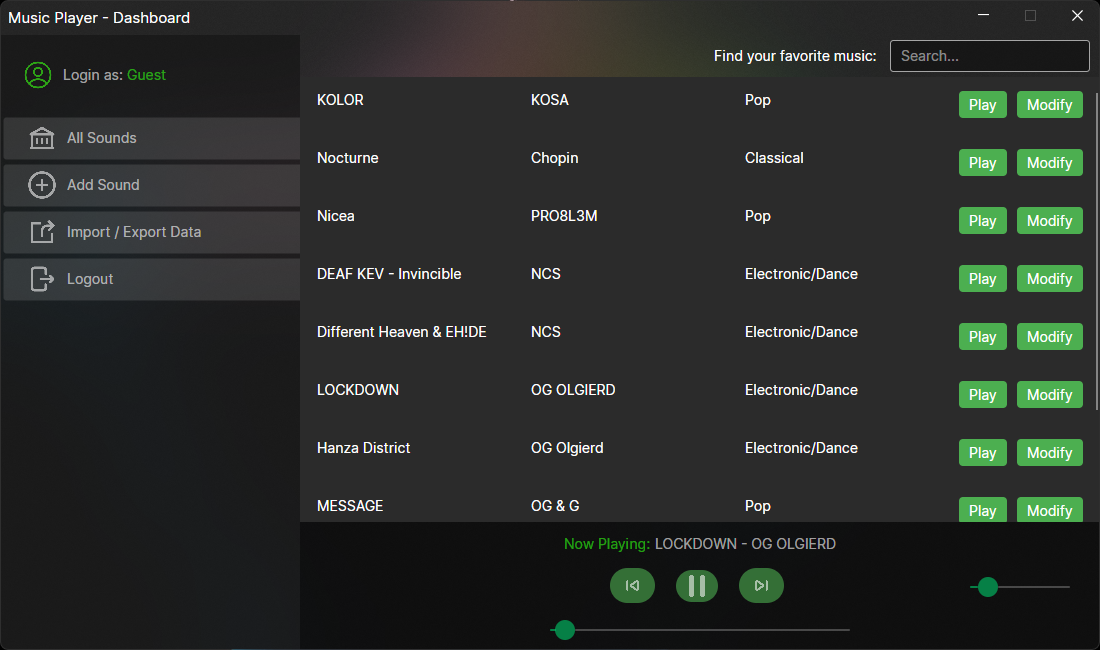 Music Player - Dashboard
Login as: Guest
All Sounds
Add Sound
Import / Export Data
Logout
Find your favorite music: Search...
KOLOR KOSA Pop Play Modify
Nocturne Chopin Classical Play Modify
Nicea PRO8L3M Pop Play Modify
DEAF KEV - Invincible NCS Electronic/Dance Play Modify
Different Heaven & EH!DE NCS Electronic/Dance Play Modify
LOCKDOWN OG OLGIERD Electronic/Dance Play Modify
Hanza District OG Olgierd Electronic/Dance Play Modify
MESSAGE OG & G Pop Play Modify
Now Playing: LOCKDOWN - OG OLGIERD